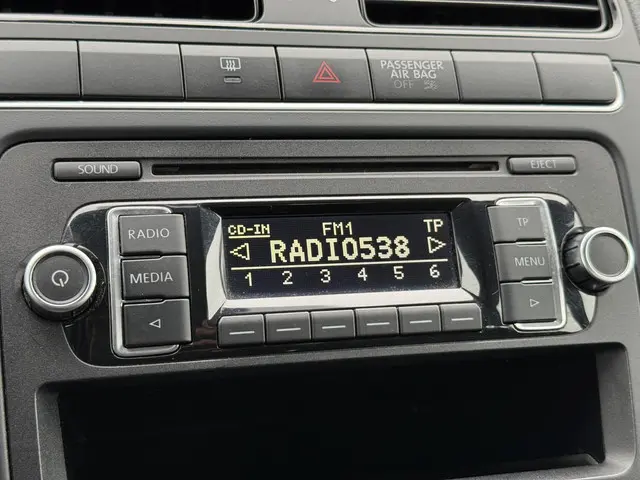 PASSENGER
AIR BAG
OFF
SOUND
EJECT
RADIO
MEDIA
CD-IN FM1 TP
RADIO538
1 2 3 4 5 6
TP
MENU